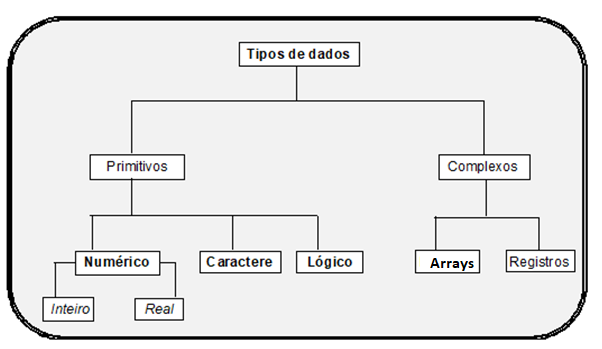 Tipos de dados
Primitivos
Complexos
Numérico
Caractere
Lógico
Arrays
Registros
Inteiro
Real